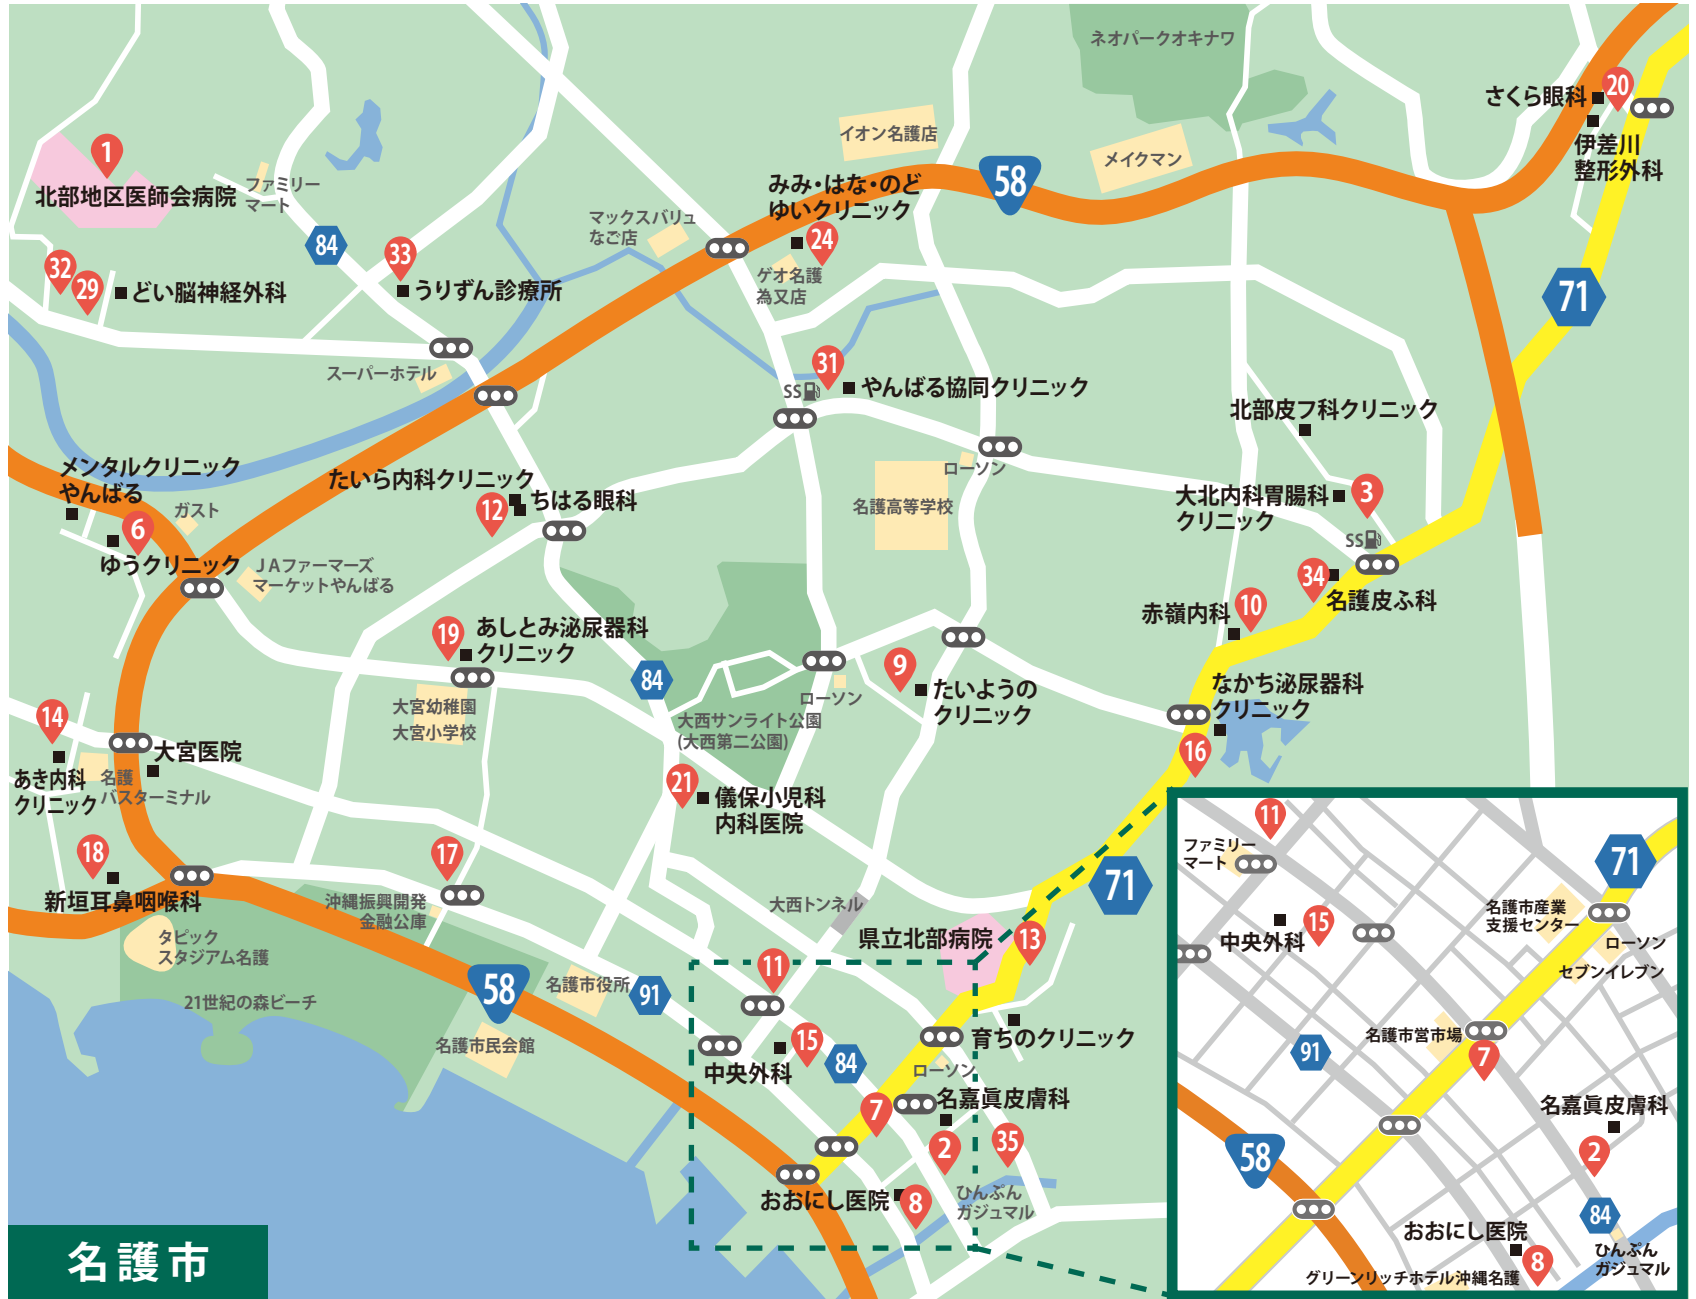 ネオパークオキナワ
さくら眼科
20
伊差川
整形外科
イオン名護店
メイクマン
58
1
北部地区医師会病院
ファミリー
マート
84
33
うりずん診療所
32
29
どい脳神経外科
マックスバリュ
なご店
みみ・はな・のど
ゆいクリニック
24
ゲオ名護
為又店
71
スーパーホテル
31
SS
やんばる協同クリニック
北部皮フ科クリニック
メンタルクリニック
やんばる
ガスト
6
ゆうクリニック
JAファーマーズ
マーケットやんばる
たいら内科クリニック
12
ちはる眼科
ローソン
名護高等学校
大北内科胃腸科
クリニック
3
SS
34
名護皮ふ科
10
赤嶺内科
19
あしとみ泌尿器科
クリニック
大宮幼稚園
大宮小学校
84
ローソン
大西サンライト公園
(大西第二公園)
9
たいようの
クリニック
なかち泌尿器科
クリニック
16
14
あき内科
クリニック
大宮医院
名護
バスターミナル
21
儀保小児科
内科医院
18
新垣耳鼻咽喉科
17
沖縄振興開発
金融公庫
大西トンネル
71
タピック
スタジアム名護
21世紀の森ビーチ
58
名護市役所
91
名護市民会館
県立北部病院
13
11
15
中央外科
84
育ちのクリニック
ローソン
7
名嘉眞皮膚科
2
35
おおにし医院
8
ひんぷん
ガジュマル
名護市
11
ファミリー
マート
71
15
中央外科
名護市産業
支援センター
ローソン
セブンイレブン
名護市営市場
7
91
名嘉眞皮膚科
2
58
84
おおにし医院
8
ひんぷん
ガジュマル
グリーンリッチホテル沖縄名護